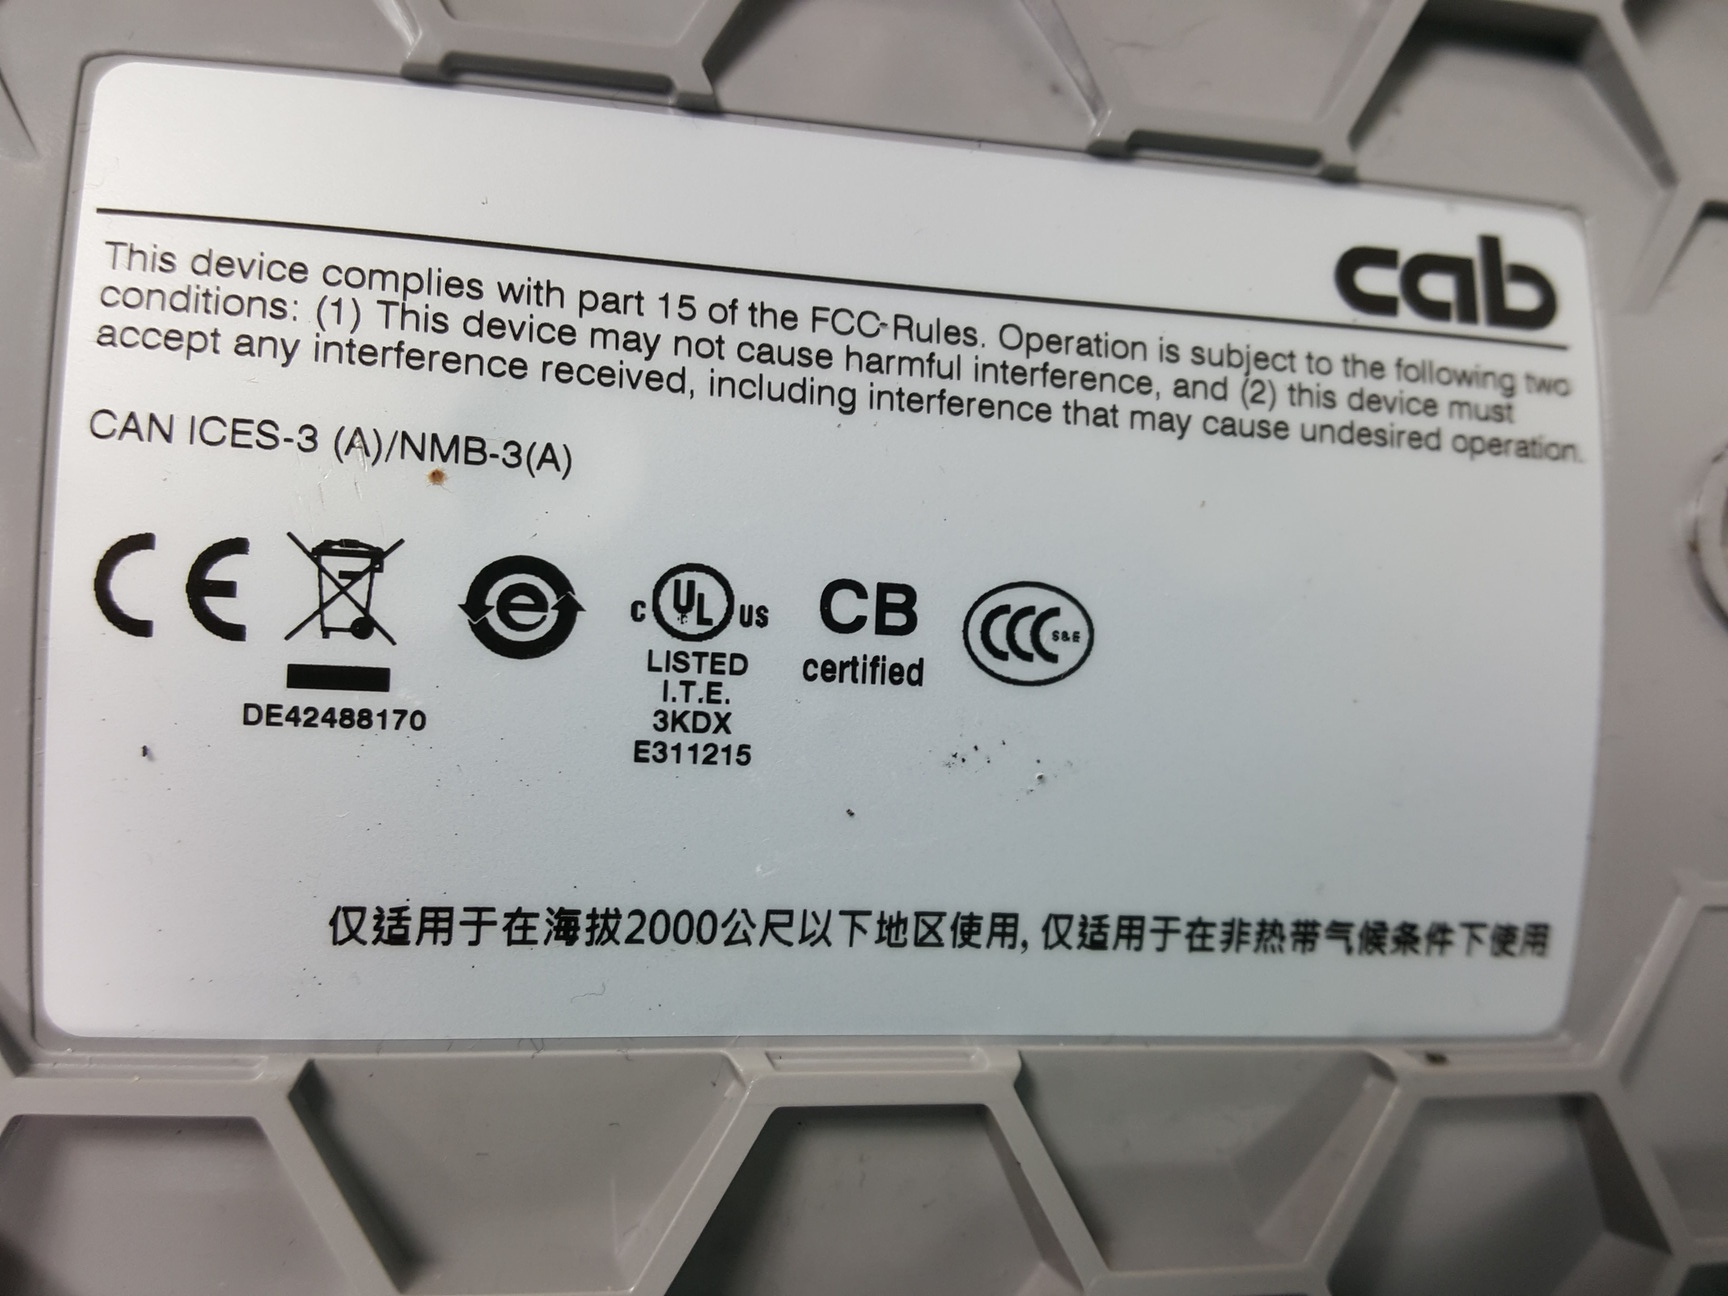 cab
This device complies with part 15 of the FCC-Rules. Operation is subject to the following two
conditions: (1) This device may not cause harmful interference, and (2) this device must
accept any interference received, including interference that may cause undesired operation.
CAN ICES-3 (A)/NMB-3(A)
CE
DE42488170
e
c UL us
LISTED
I.T.E.
3KDX
E311215
CB
certified
CCC S&E
仅适用于在海拔2000公尺以下地区使用, 仅适用于在非热带气候条件下使用